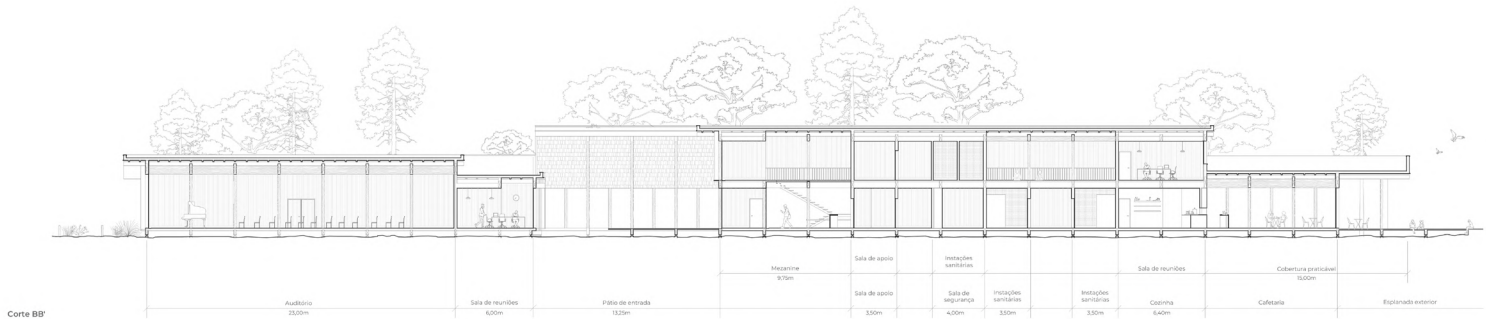 Mezanine
9,75m
Sala de apoio
Instações
sanitárias
Sala de reuniões
Cobertura praticável
15,00m
Auditório
23,00m
Sala de reuniões
6,00m
Pátio de entrada
13,25m
Sala de apoio
3,50m
Sala de
segurança
4,00m
Instações
sanitárias
3,50m
Instações
sanitárias
3,50m
Cozinha
6,40m
Cafetaria
Esplanada exterior
Corte BB'